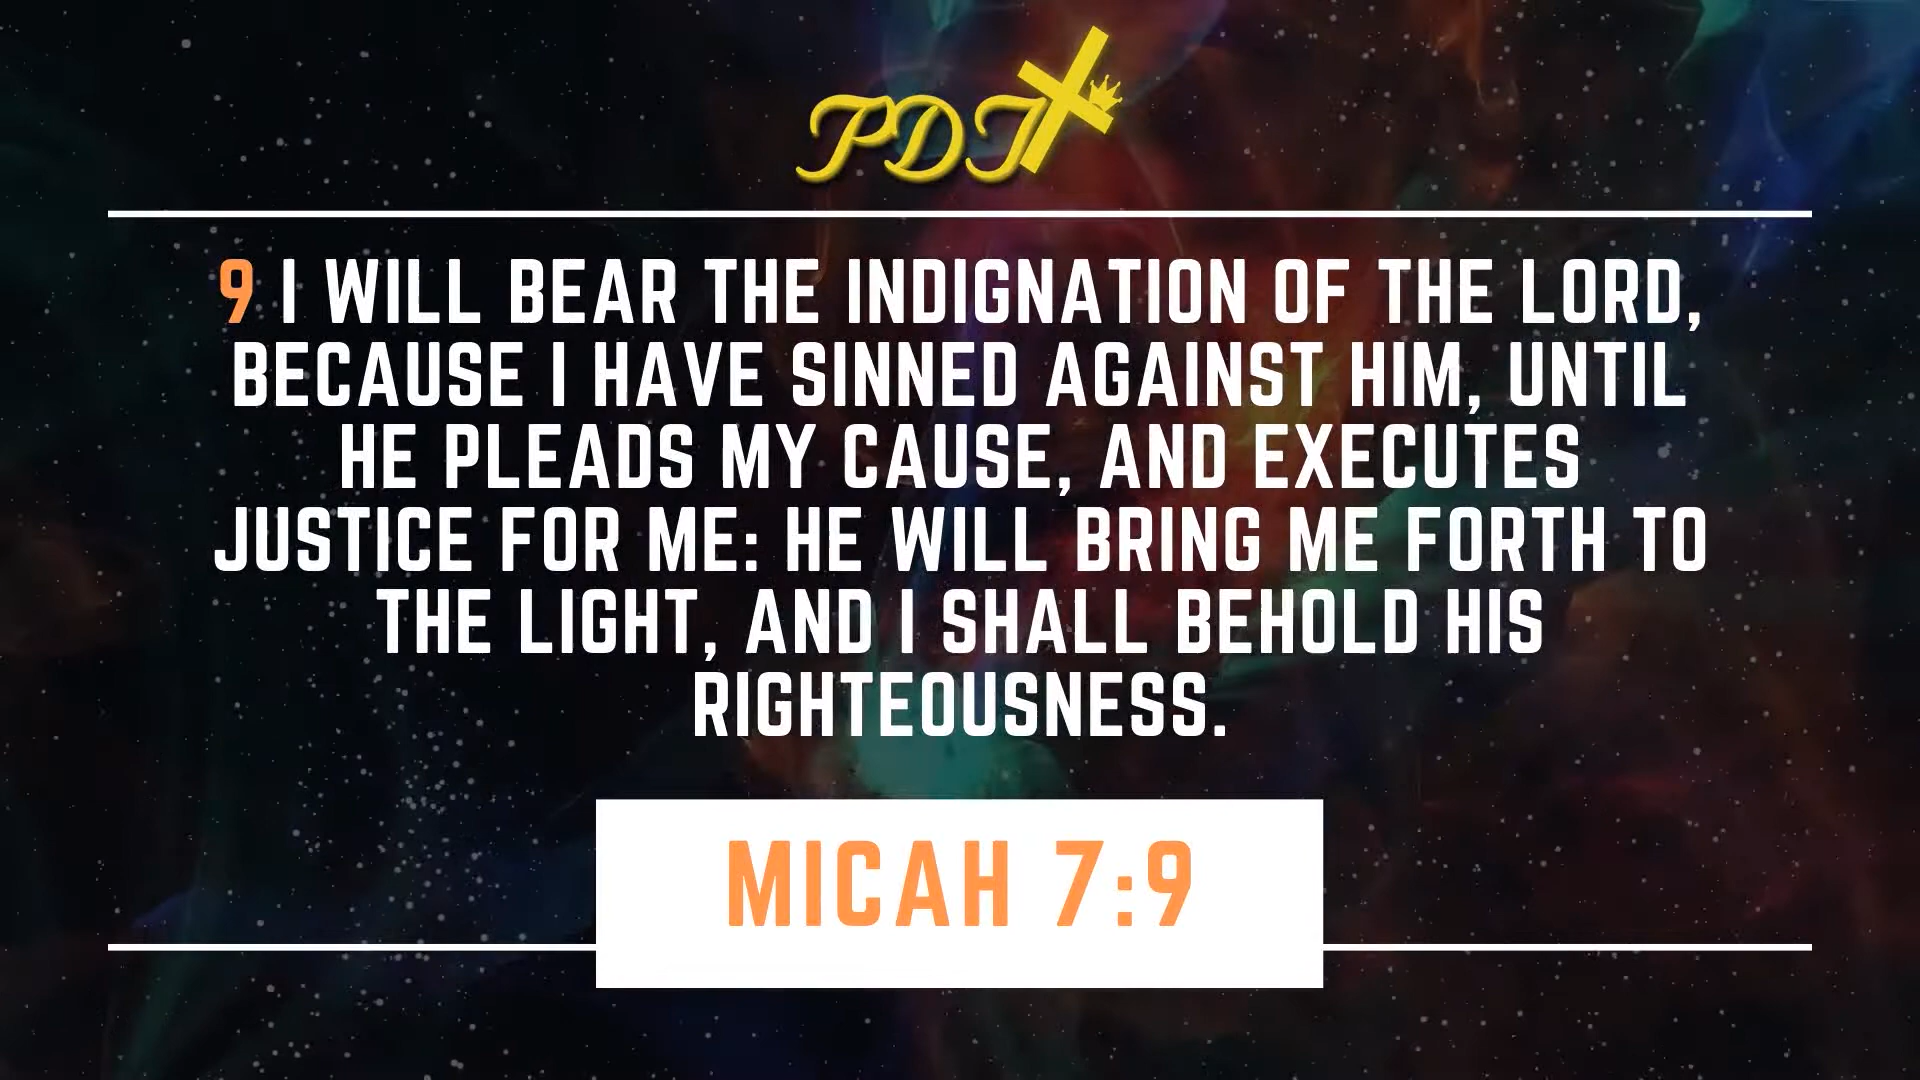 PDJ
9 I WILL BEAR THE INDIGNATION OF THE LORD,
BECAUSE I HAVE SINNED AGAINST HIM, UNTIL
HE PLEADS MY CAUSE, AND EXECUTES
JUSTICE FOR ME: HE WILL BRING ME FORTH TO
THE LIGHT, AND I SHALL BEHOLD HIS
RIGHTEOUSNESS.
MICAH 7:9